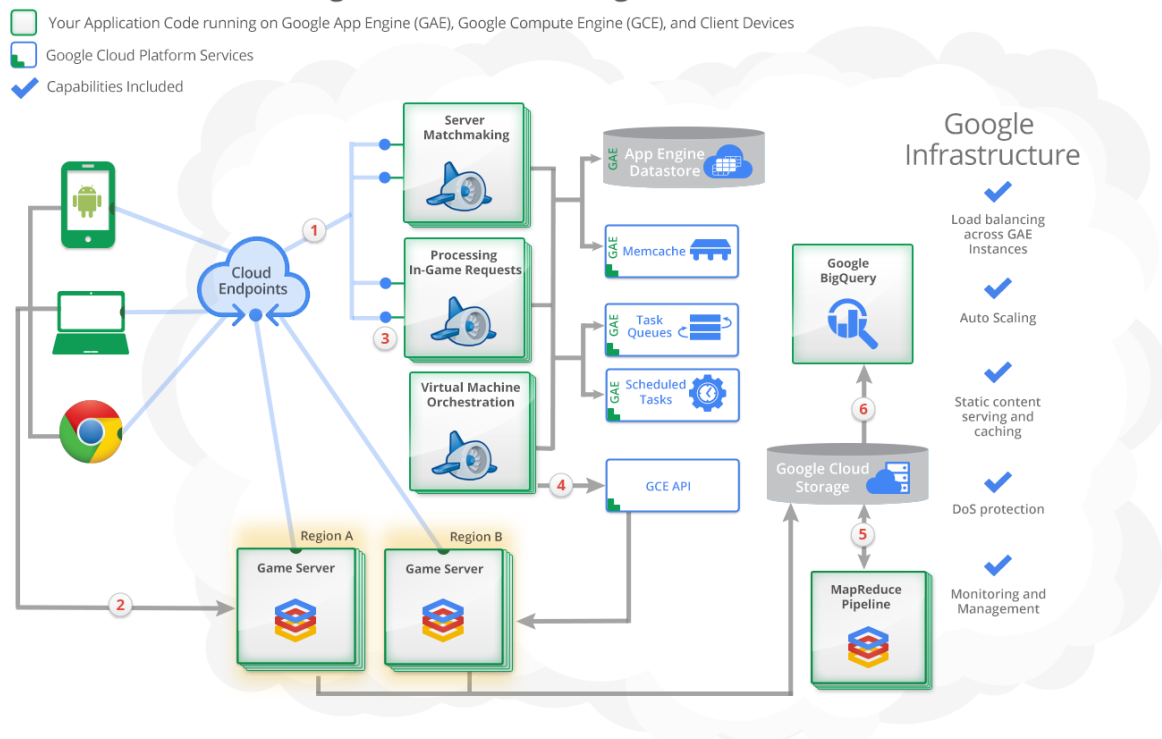 Your Application Code running on Google App Engine (GAE), Google Compute Engine (GCE), and Client Devices
Google Cloud Platform Services
Capabilities Included
Server
Matchmaking
Google
Infrastructure
GAE
App Engine
Datastore
1
Load balancing
across GAE
Instances
Processing
In-Game Requests
GAE
Memcache
Google
BigQuery
Cloud
Endpoints
3
GAE
Task
Queues
Auto Scaling
Virtual Machine
Orchestration
GAE
Scheduled
Tasks
6
Static content
serving and
caching
4
GCE API
Google Cloud
Storage
DoS protection
5
Region A
Game Server
Region B
Game Server
2
MapReduce
Pipeline
Monitoring and
Management